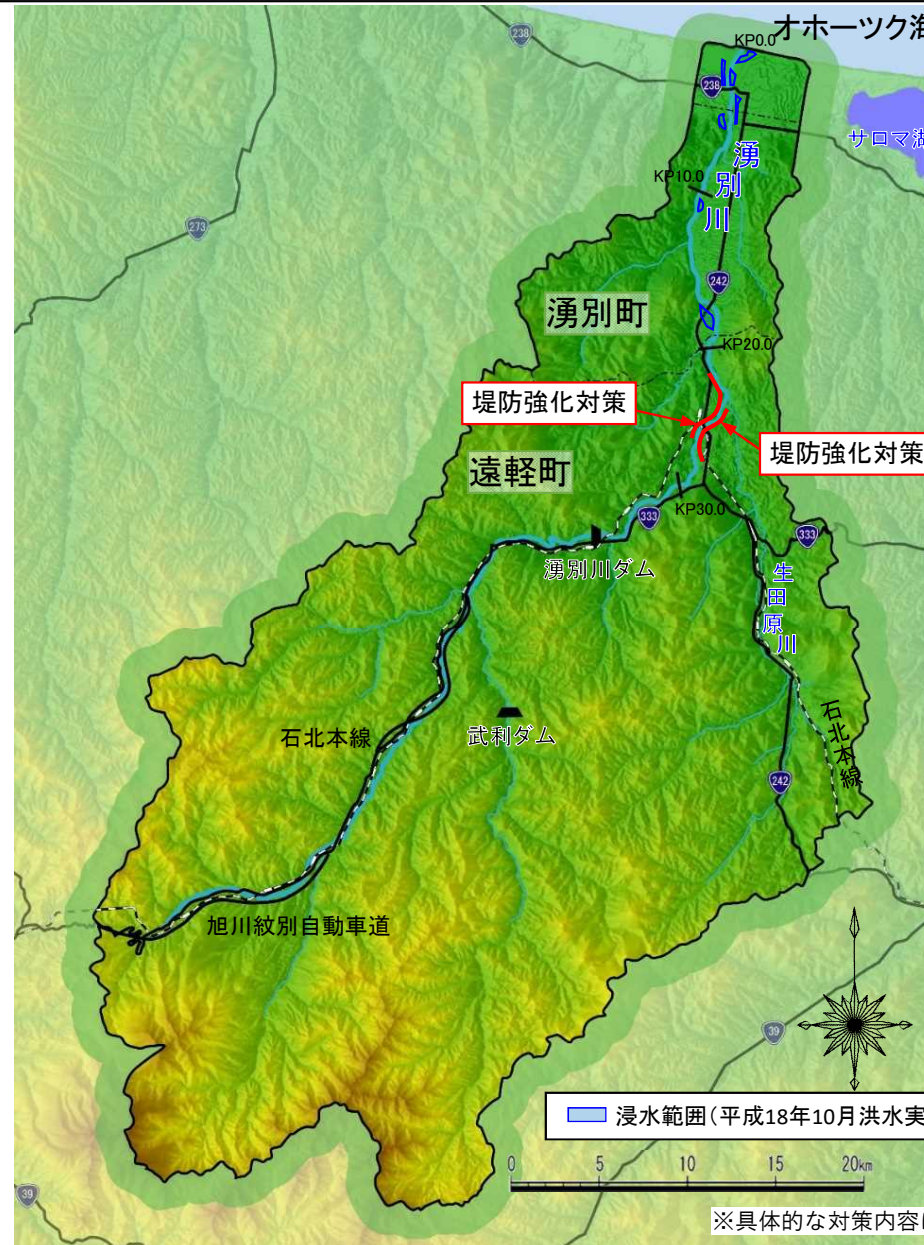 オホーツク海
KP0.0
238
238
サロマ湖
湧別川
KP10.0
273
242
湧別町
KP20.0
堤防強化対策
堤防強化対策
遠軽町
KP30.0
333
333
湧別川ダム
生田原川
武利ダム
石北本線
石北本線
242
旭川紋別自動車道
39
浸水範囲(平成18年10月洪水実
0 5 10 15 20km
39
※具体的な対策内容